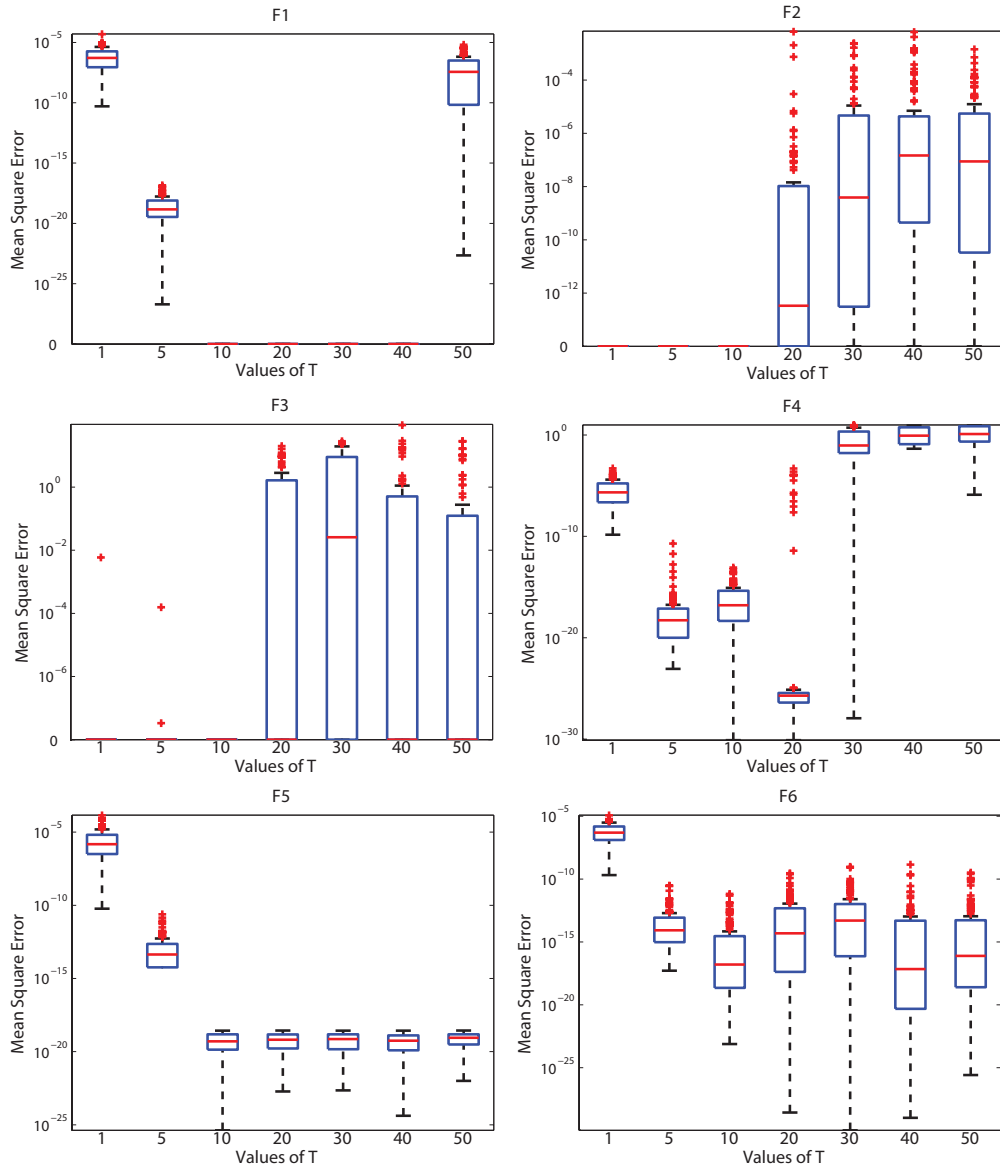 F1
Mean Square Error
10⁻⁵
10⁻¹⁰
10⁻¹⁵
10⁻²⁰
10⁻²⁵
0
1 5 10 20 30 40 50
Values of T
F2
Mean Square Error
10⁻⁴
10⁻⁶
10⁻⁸
10⁻¹⁰
10⁻¹²
0
1 5 10 20 30 40 50
Values of T
F3
Mean Square Error
10⁰
10⁻²
10⁻⁴
10⁻⁶
0
1 5 10 20 30 40 50
Values of T
F4
Mean Square Error
10⁰
10⁻¹⁰
10⁻²⁰
10⁻³⁰
1 5 10 20 30 40 50
Values of T
F5
Mean Square Error
10⁻⁵
10⁻¹⁰
10⁻¹⁵
10⁻²⁰
10⁻²⁵
1 5 10 20 30 40 50
Values of T
F6
Mean Square Error
10⁻⁵
10⁻¹⁰
10⁻¹⁵
10⁻²⁰
10⁻²⁵
1 5 10 20 30 40 50
Values of T